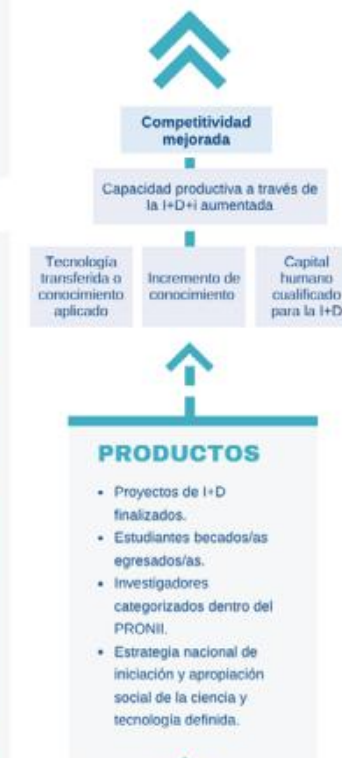 Competitividad
mejorada
Capacidad productiva a través de
la I+D+i aumentada
Tecnología
transferida o
conocimiento
aplicado
Incremento de
conocimiento
Capital
humano
cualificado
para la I+D
PRODUCTOS
• Proyectos de I+D
finalizados.
• Estudiantes becados/as
egresados/as.
• Investigadores
categorizados dentro del
PRONII.
• Estrategia nacional de
iniciación y apropiación
social de la ciencia y
tecnología definida.